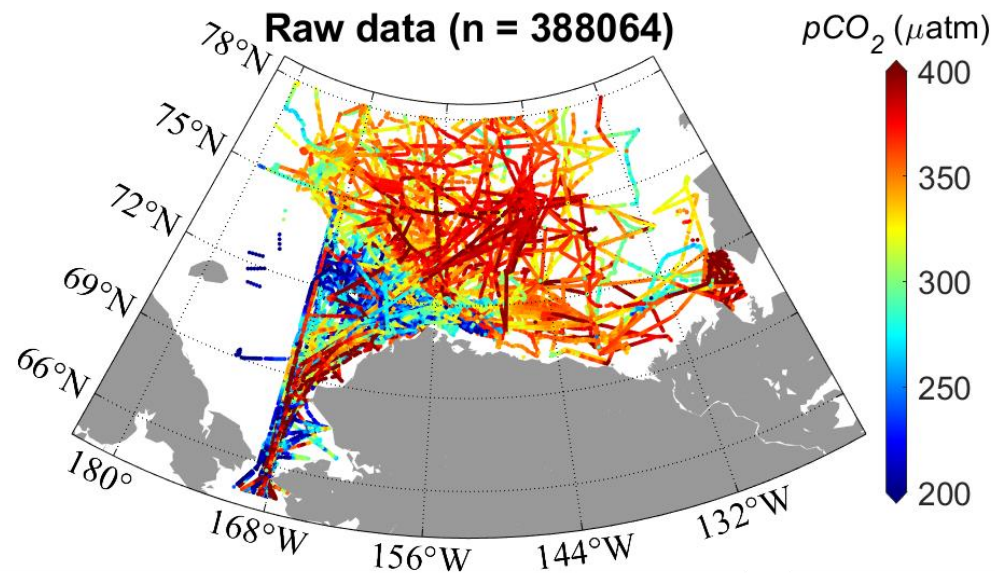 Raw data (n = 388064)
pCO₂ (μatm)
78°N
75°N
72°N
69°N
66°N
180°
168°W
156°W
144°W
132°W
400
350
300
250
200